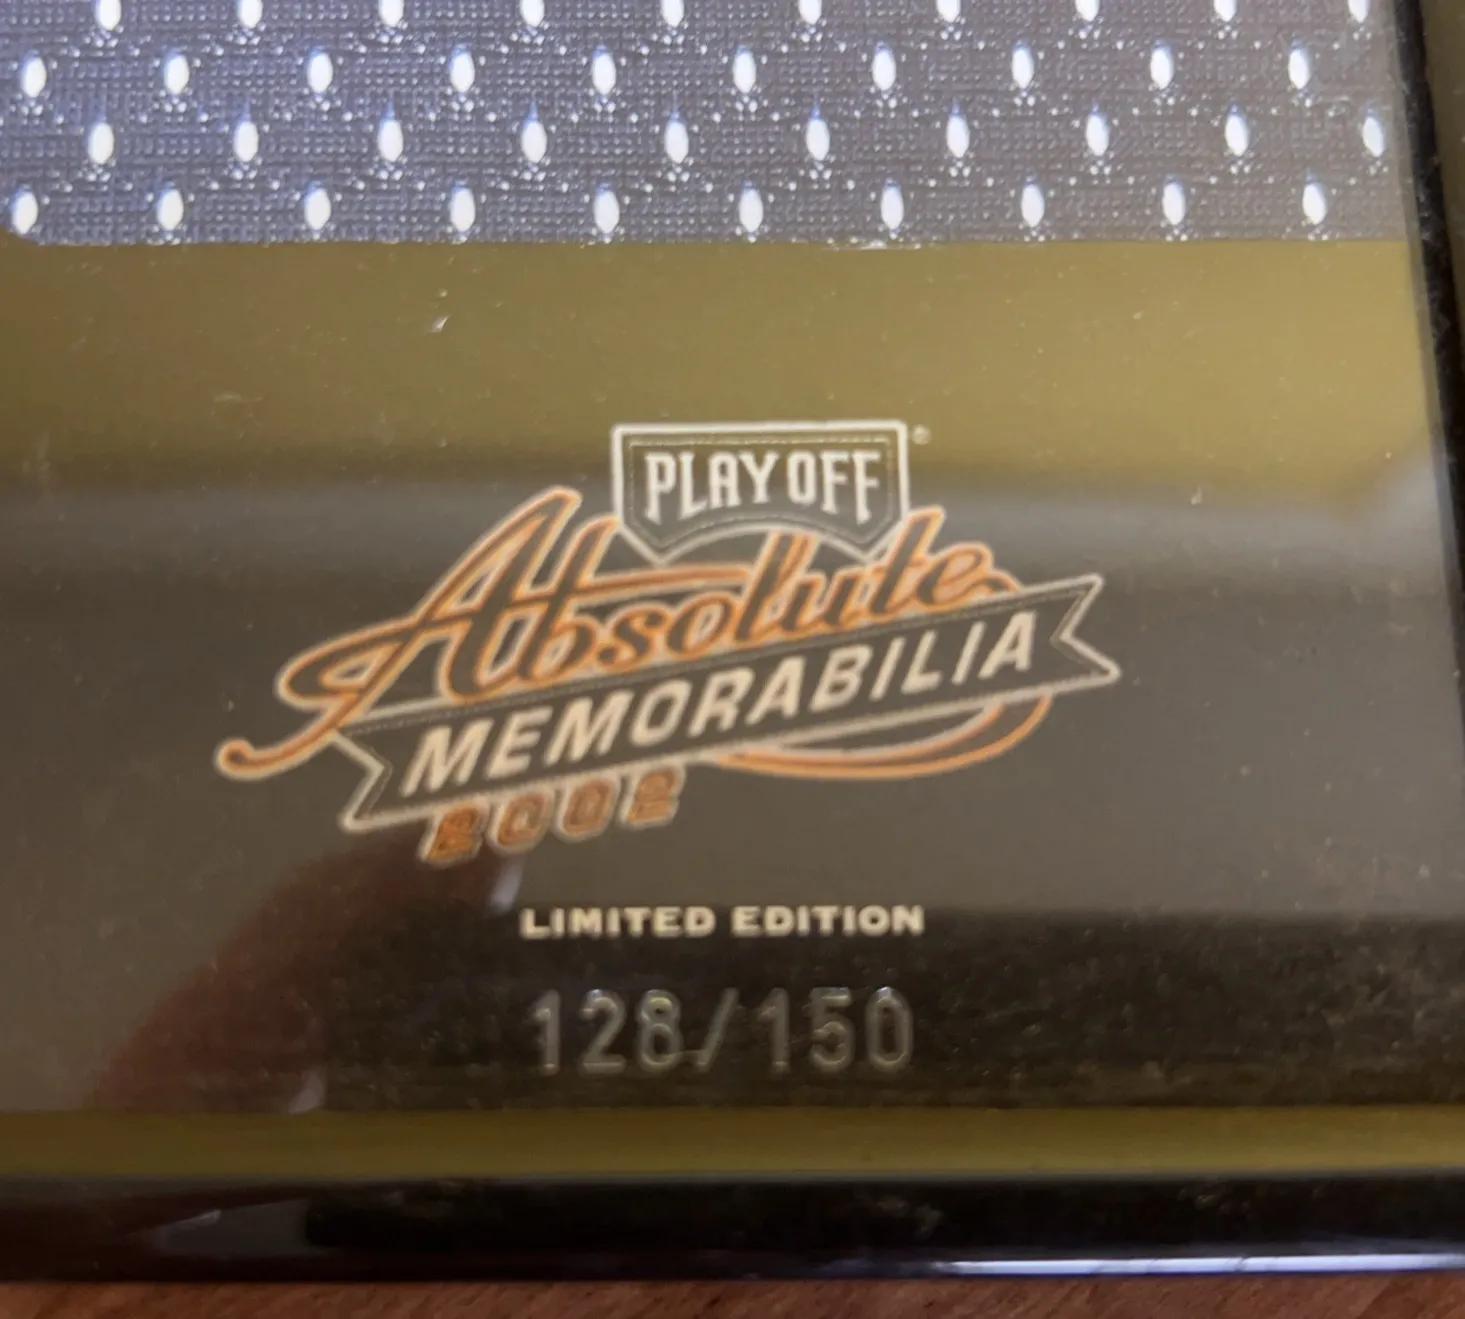 PLAYOFF®
Absolute
MEMORABILIA
2002
LIMITED EDITION
128/150